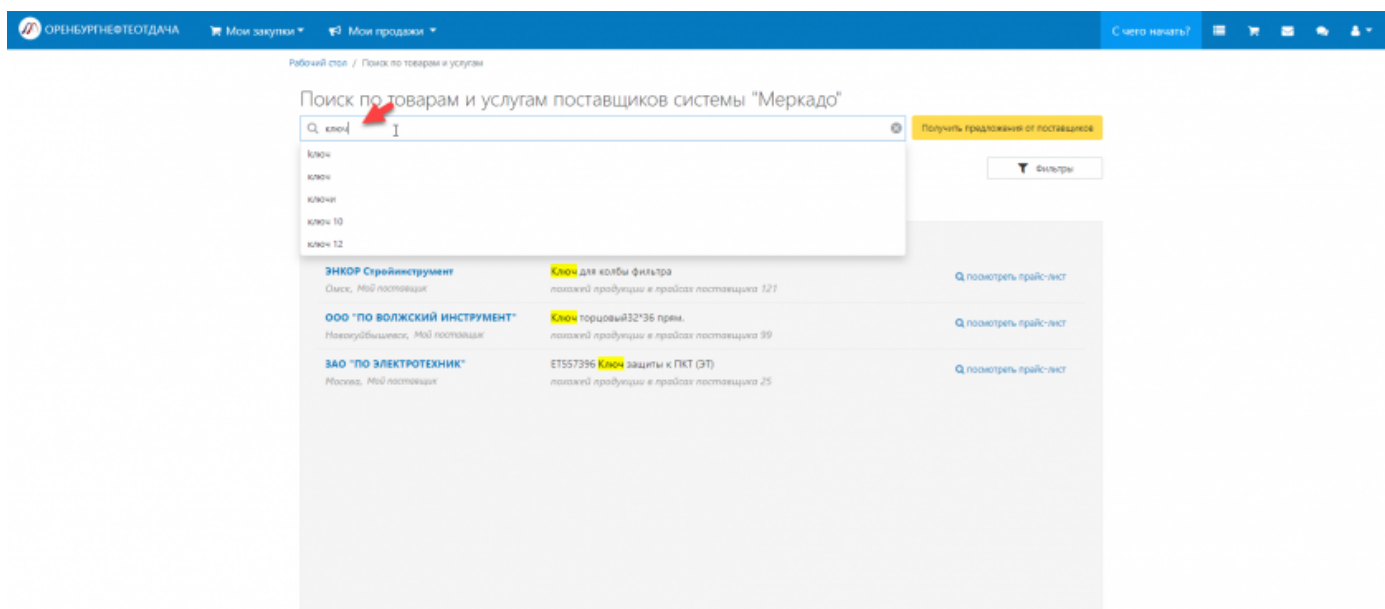 ОРЕНБУРГНЕФТЕОТДАЧА Мои закупки Мои продажи С чего начать?
Рабочий стол / Поиск по товарам и услугам
Поиск по товарам и услугам поставщиков системы "Меркадо"
ключ Получить предложения от поставщиков
ключ
ключ
Фильтры
ключи
ключ 10
ключ 12
ЭНКОР Стройинструмент Ключ для колбы фильтра посмотреть прайс-лист
Омск, Мой поставщик похожей продукции в прайсах поставщика 121
ООО "ПО ВОЛЖСКИЙ ИНСТРУМЕНТ" Ключ торцовый32*36 прям. посмотреть прайс-лист
Новокуйбышевск, Мой поставщик похожей продукции в прайсах поставщика 99
ЗАО "ПО ЭЛЕКТРОТЕХНИК" ET557396 Ключ защиты к ПКТ (ЭТ) посмотреть прайс-лист
Москва, Мой поставщик похожей продукции в прайсах поставщика 25